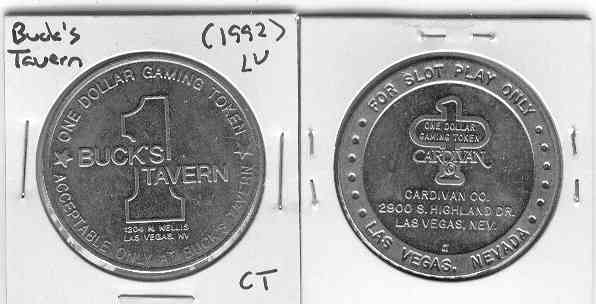 Buck's
Tavern
(1992)
LV
ONE DOLLAR GAMING TOKEN
1
BUCK'S
TAVERN
1204 N. NELLIS
LAS VEGAS, NV
ACCEPTABLE ONLY AT BUCK'S TAVERN
CT
FOR SLOT PLAY ONLY
1
ONE DOLLAR
GAMING TOKEN
CARDIVAN
CARDIVAN CO.
2900 S. HIGHLAND DR.
LAS VEGAS, NEV.
LAS VEGAS, NEVADA